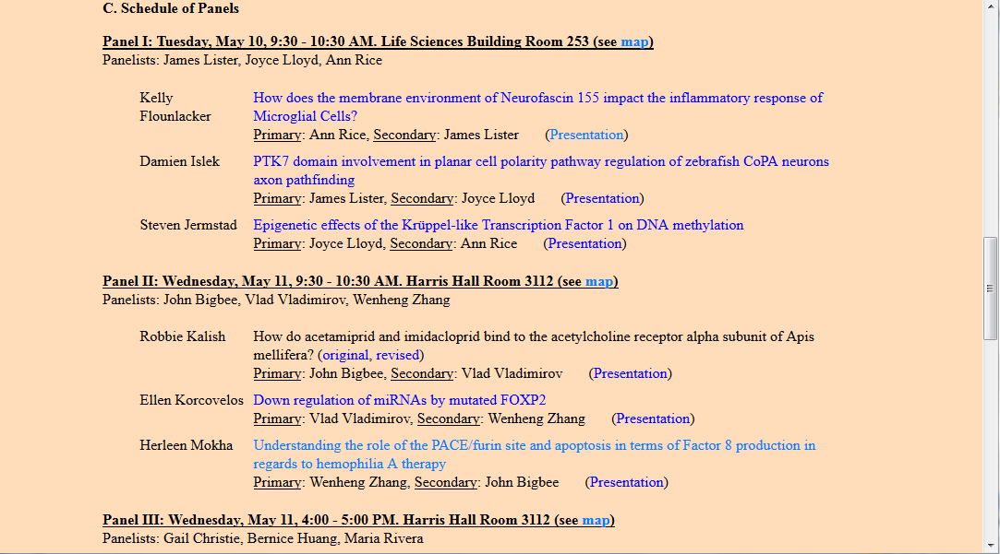 C. Schedule of Panels
Panel I: Tuesday, May 10, 9:30 - 10:30 AM. Life Sciences Building Room 253 (see map)
Panelists: James Lister, Joyce Lloyd, Ann Rice
Kelly Flounlacker
How does the membrane environment of Neurofascin 155 impact the inflammatory response of
Microglial Cells?
Primary: Ann Rice, Secondary: James Lister (Presentation)
Damien Islek
PTK7 domain involvement in planar cell polarity pathway regulation of zebrafish CoPA neurons
axon pathfinding
Primary: James Lister, Secondary: Joyce Lloyd (Presentation)
Steven Jermstad
Epigenetic effects of the Krüppel-like Transcription Factor 1 on DNA methylation
Primary: Joyce Lloyd, Secondary: Ann Rice (Presentation)
Panel II: Wednesday, May 11, 9:30 - 10:30 AM. Harris Hall Room 3112 (see map)
Panelists: John Bigbee, Vlad Vladimirov, Wenheng Zhang
Robbie Kalish
How do acetamiprid and imidacloprid bind to the acetylcholine receptor alpha subunit of Apis
mellifera? (original, revised)
Primary: John Bigbee, Secondary: Vlad Vladimirov (Presentation)
Ellen Korcovelos
Down regulation of miRNAs by mutated FOXP2
Primary: Vlad Vladimirov, Secondary: Wenheng Zhang (Presentation)
Herleen Mokha
Understanding the role of the PACE/furin site and apoptosis in terms of Factor 8 production in
regards to hemophilia A therapy
Primary: Wenheng Zhang, Secondary: John Bigbee (Presentation)
Panel III: Wednesday, May 11, 4:00 - 5:00 PM. Harris Hall Room 3112 (see map)
Panelists: Gail Christie, Bernice Huang, Maria Rivera